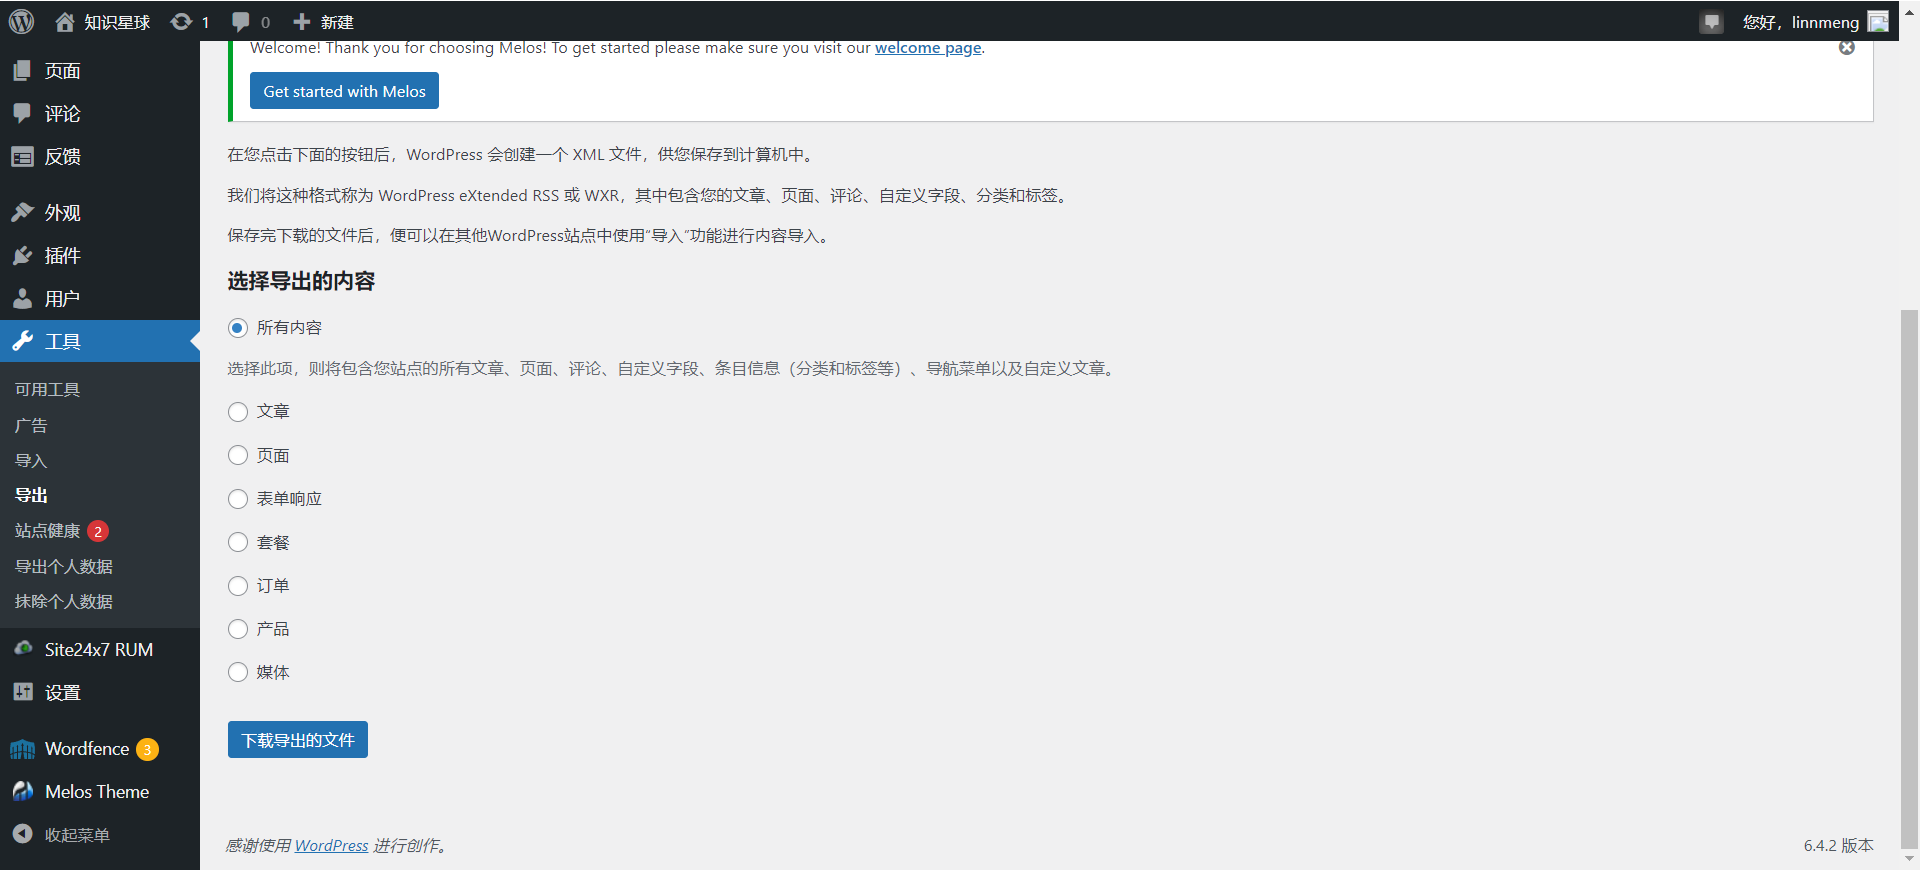 知识星球 1 0 新建 您好，linnmeng
页面
评论
反馈
外观
插件
用户
工具
可用工具
广告
导入
导出
站点健康 2
导出个人数据
抹除个人数据
Site24x7 RUM
设置
Wordfence 3
Melos Theme
收起菜单
Welcome! Thank you for choosing Melos! To get started please make sure you visit our welcome page.
Get started with Melos
在您点击下面的按钮后，WordPress 会创建一个 XML 文件，供您保存到计算机中。
我们将这种格式称为 WordPress eXtended RSS 或 WXR，其中包含您的文章、页面、评论、自定义字段、分类和标签。
保存完下载的文件后，便可以在其他WordPress站点中使用“导入”功能进行内容导入。
选择导出的内容
所有内容
选择此项，则将包含您站点的所有文章、页面、评论、自定义字段、条目信息（分类和标签等）、导航菜单以及自定义文章。
文章
页面
表单响应
套餐
订单
产品
媒体
下载导出的文件
感谢使用 WordPress 进行创作。
6.4.2 版本